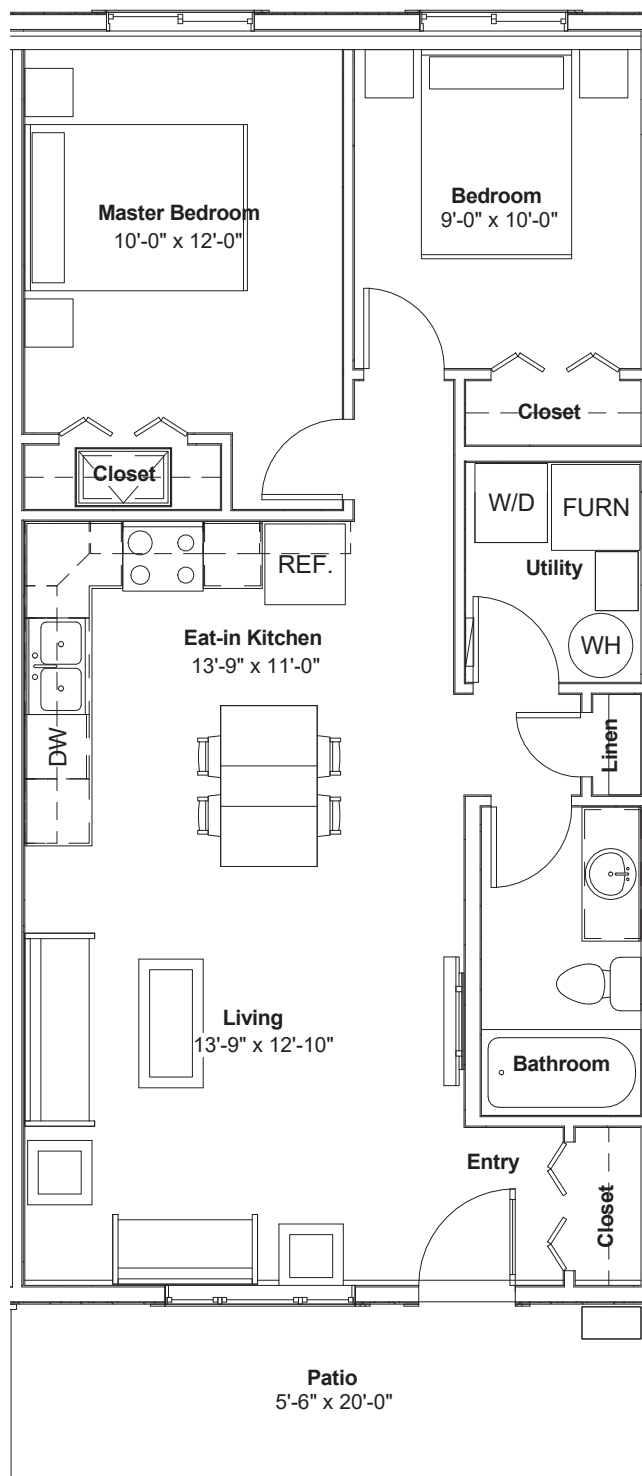 Master Bedroom
10'-0" x 12'-0"
Bedroom
9'-0" x 10'-0"
Closet
Closet
W/D
FURN
Utility
WH
REF.
Eat-in Kitchen
13'-9" x 11'-0"
DW
Linen
Living
13'-9" x 12'-10"
Bathroom
Entry
Closet
Patio
5'-6" x 20'-0"